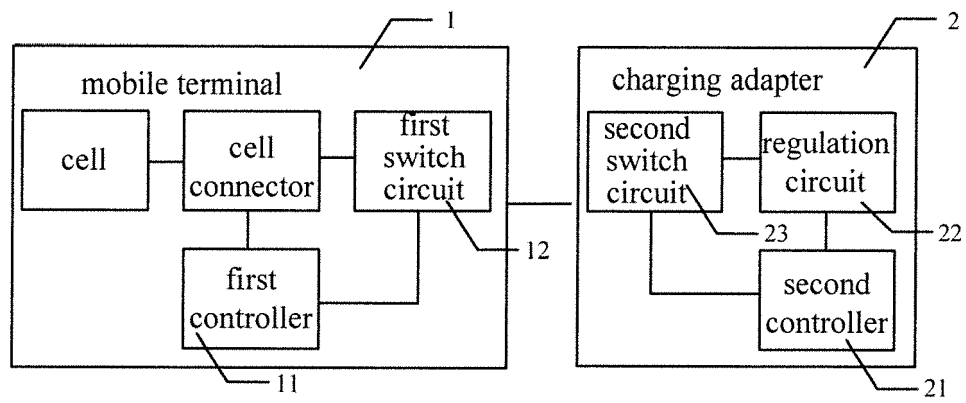 1
2
mobile terminal
charging adapter
cell
cell
connector
first
switch
circuit
second
switch
circuit
regulation
circuit
12
23
22
first
controller
second
controller
11
21